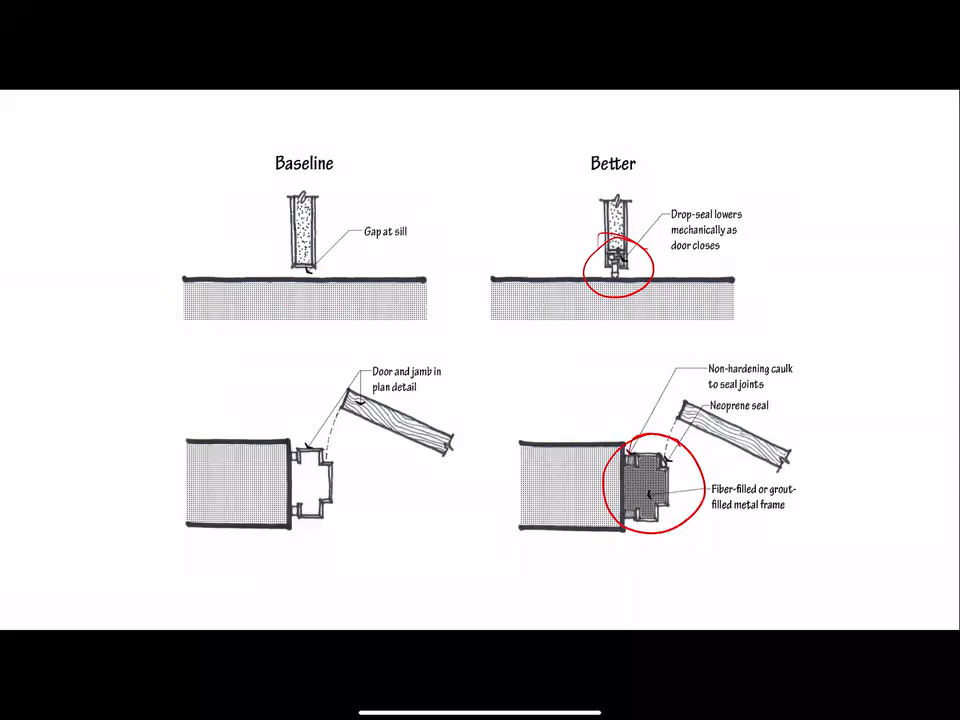 Baseline
Better
Gap at sill
Drop-seal lowers
mechanically as
door closes
Door and jamb in
plan detail
Non-hardening caulk
to seal joints
Neoprene seal
Fiber-filled or grout-
filled metal frame